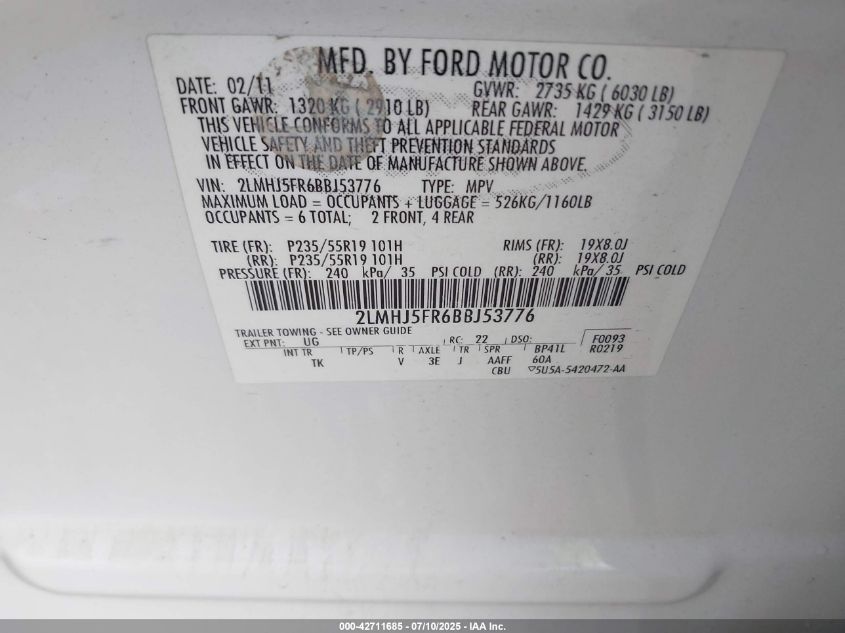 MFD. BY FORD MOTOR CO.
DATE: 02/11 GVWR: 2735 KG ( 6030 LB)
FRONT GAWR: 1320 KG ( 2910 LB) REAR GAWR: 1429 KG ( 3150 LB)
THIS VEHICLE CONFORMS TO ALL APPLICABLE FEDERAL MOTOR
VEHICLE SAFETY AND THEFT PREVENTION STANDARDS
IN EFFECT ON THE DATE OF MANUFACTURE SHOWN ABOVE.
VIN: 2LMHJ5FR6BBJ53776 TYPE: MPV
MAXIMUM LOAD = OCCUPANTS + LUGGAGE = 526KG/1160LB
OCCUPANTS = 6 TOTAL; 2 FRONT, 4 REAR
TIRE (FR): P235/55R19 101H RIMS (FR): 19X8.0J
(RR): P235/55R19 101H (RR): 19X8.0J
PRESSURE (FR): 240 kPa/ 35 PSI COLD (RR): 240 kPa/ 35 PSI COLD
2LMHJ5FR6BBJ53776
TRAILER TOWING - SEE OWNER GUIDE
EXT PNT: UG RC: 22 DSO: F0093
INT TR TP/PS R AXLE TR SPR BP41L R0219
TK V 3E J AAFF 60A
CBU 5U5A-5420472-AA
000-42711685 - 07/10/2025 - IAA Inc.